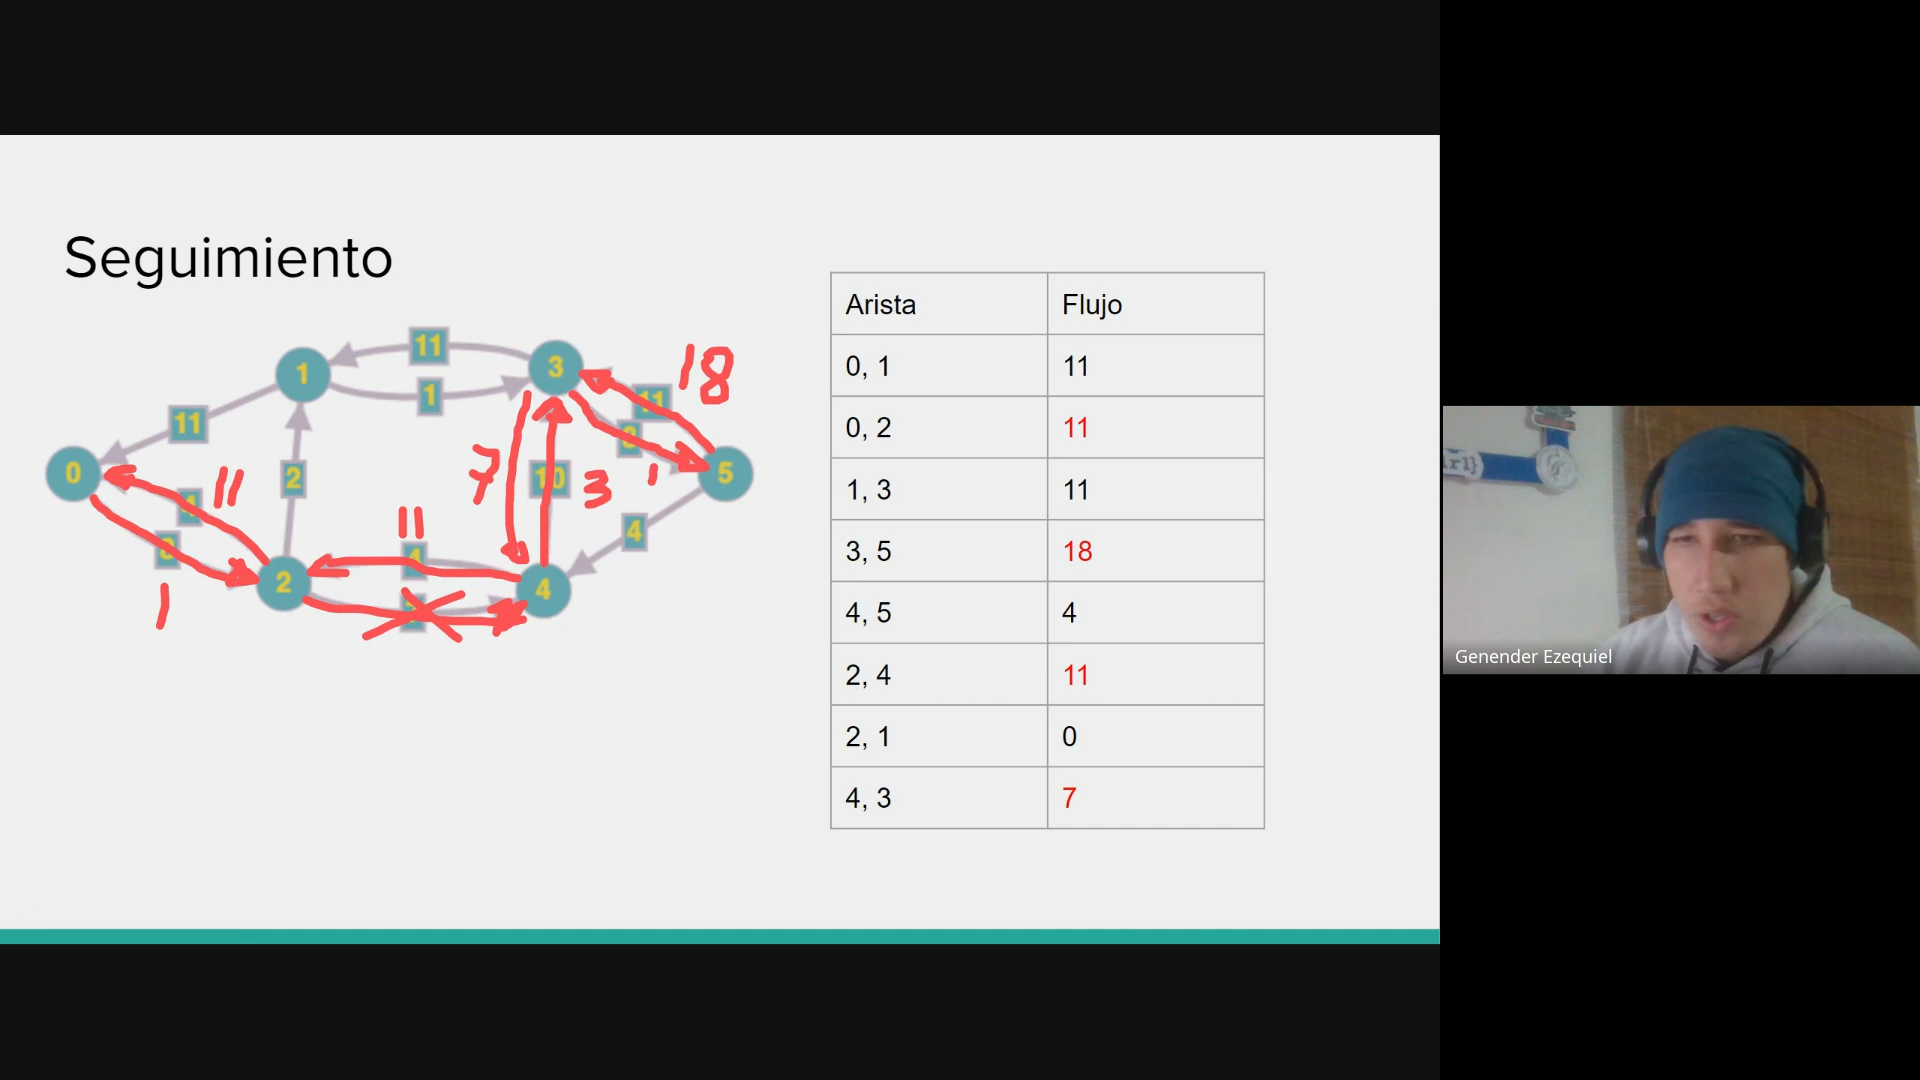 Seguimiento
Arista Flujo
0, 1 11
0, 2 11
1, 3 11
3, 5 18
4, 5 4
2, 4 11
2, 1 0
4, 3 7
11
1
3
18
1
11
11
3
1
11
0
11
4
2
7
10
3
5
11
4
4
2
4
1
Genender Ezequiel